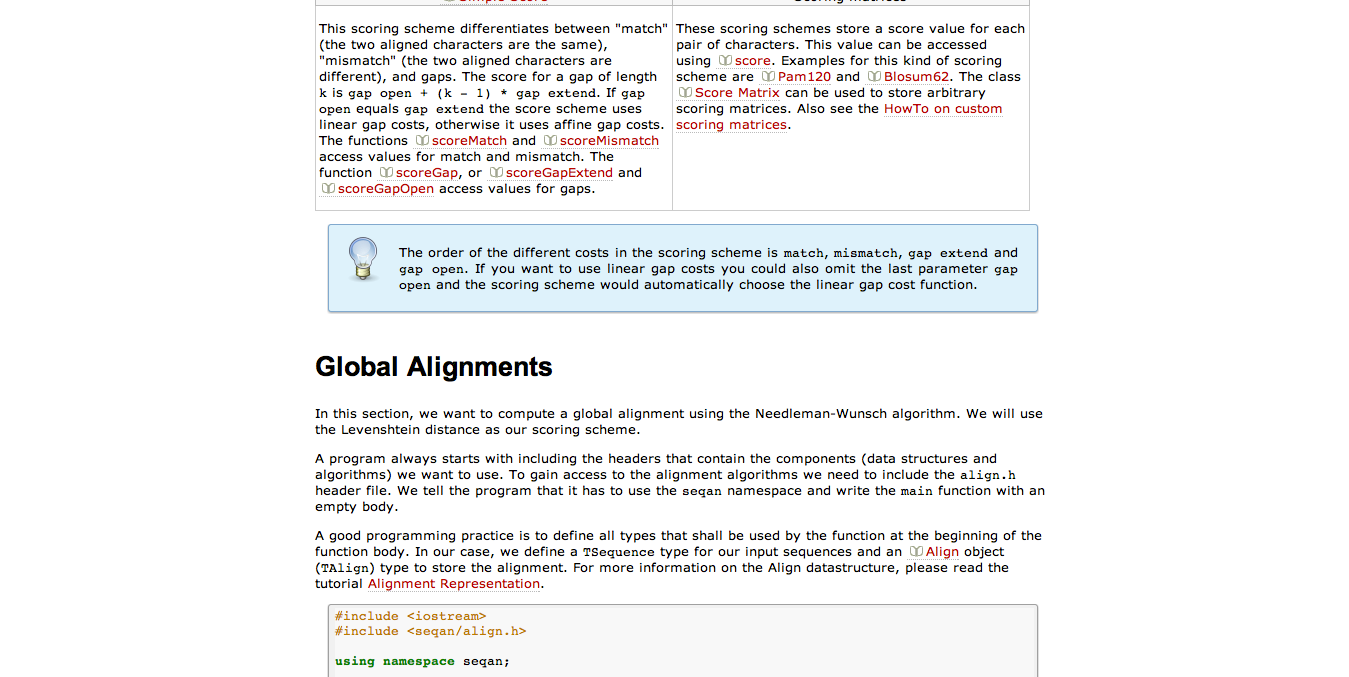 This scoring scheme differentiates between "match"
(the two aligned characters are the same),
"mismatch" (the two aligned characters are
different), and gaps. The score for a gap of length
k is gap open + (k - 1) * gap extend. If gap
open equals gap extend the score scheme uses
linear gap costs, otherwise it uses affine gap costs.
The functions scoreMatch and scoreMismatch
access values for match and mismatch. The
function scoreGap, or scoreGapExtend and
scoreGapOpen access values for gaps.
These scoring schemes store a score value for each
pair of characters. This value can be accessed
using score. Examples for this kind of scoring
scheme are Pam120 and Blosum62. The class
Score Matrix can be used to store arbitrary
scoring matrices. Also see the HowTo on custom
scoring matrices.
The order of the different costs in the scoring scheme is match, mismatch, gap extend and
gap open. If you want to use linear gap costs you could also omit the last parameter gap
open and the scoring scheme would automatically choose the linear gap cost function.
Global Alignments
In this section, we want to compute a global alignment using the Needleman-Wunsch algorithm. We will use
the Levenshtein distance as our scoring scheme.
A program always starts with including the headers that contain the components (data structures and
algorithms) we want to use. To gain access to the alignment algorithms we need to include the align.h
header file. We tell the program that it has to use the seqan namespace and write the main function with an
empty body.
A good programming practice is to define all types that shall be used by the function at the beginning of the
function body. In our case, we define a TSequence type for our input sequences and an Align object
(TAlign) type to store the alignment. For more information on the Align datastructure, please read the
tutorial Alignment Representation.
#include <iostream>
#include <seqan/align.h>
using namespace seqan;